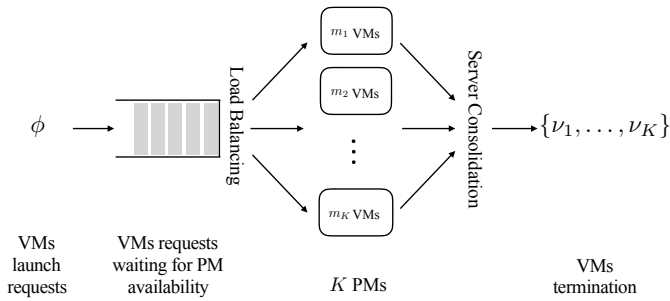 ϕ
Load Balancing
m₁ VMs
m₂ VMs
⋮
m_K VMs
Server Consolidation
{ν₁, . . . , ν_K}
VMs
launch
requests
VMs requests
waiting for PM
availability
K PMs
VMs
termination